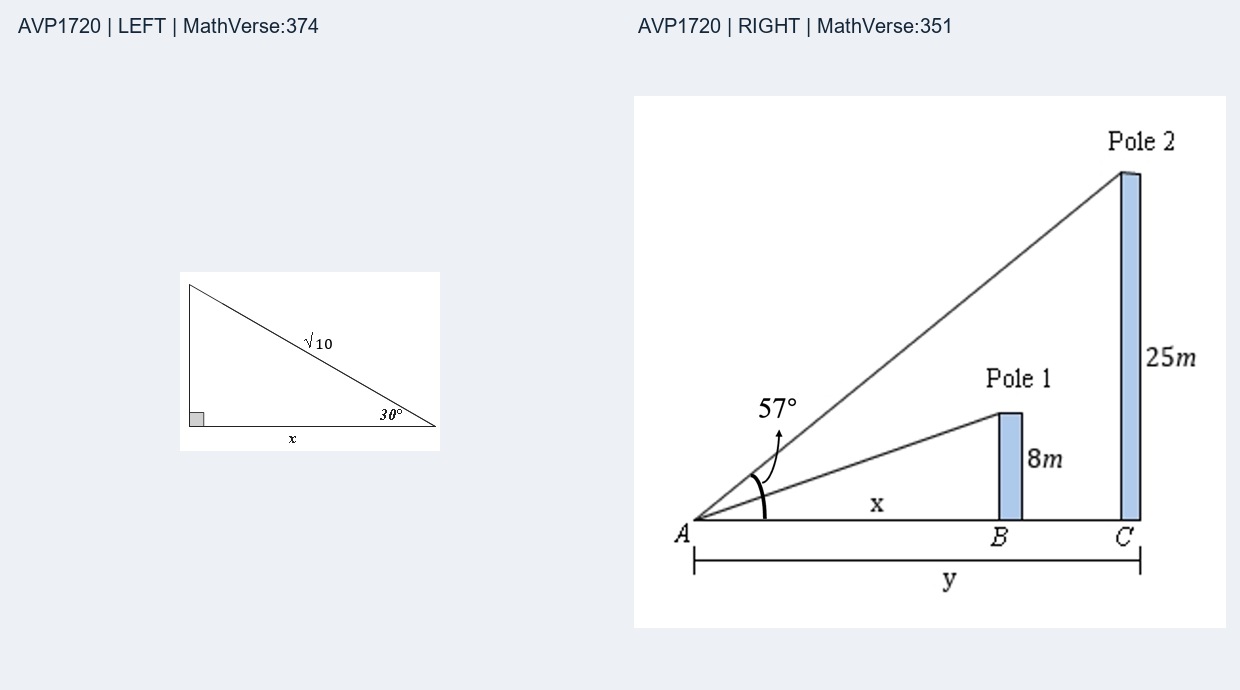 AVP1720 | LEFT | MathVerse:374
AVP1720 | RIGHT | MathVerse:351
√10
30°
x
Pole 2
25m
Pole 1
57°
8m
x
A
B
C
y